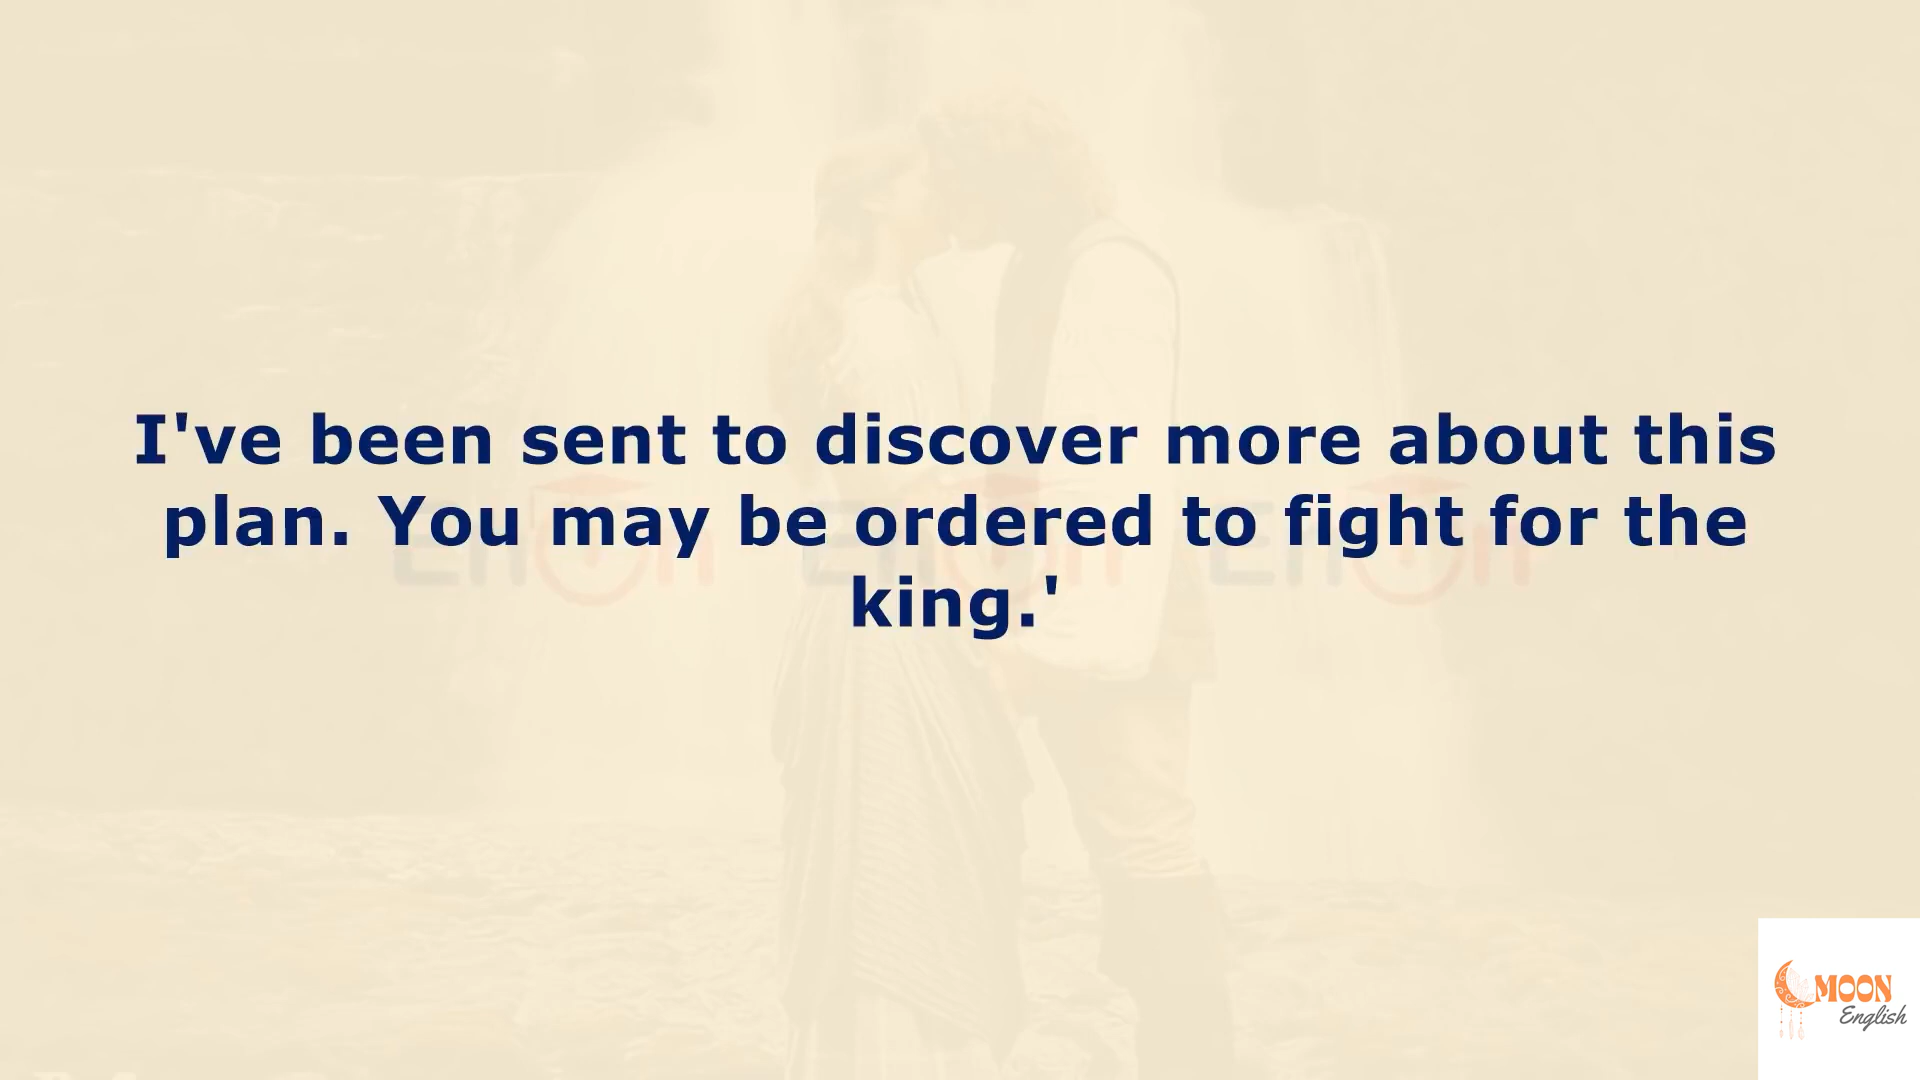 I've been sent to discover more about this
plan. You may be ordered to fight for the
king.'
MOON
English